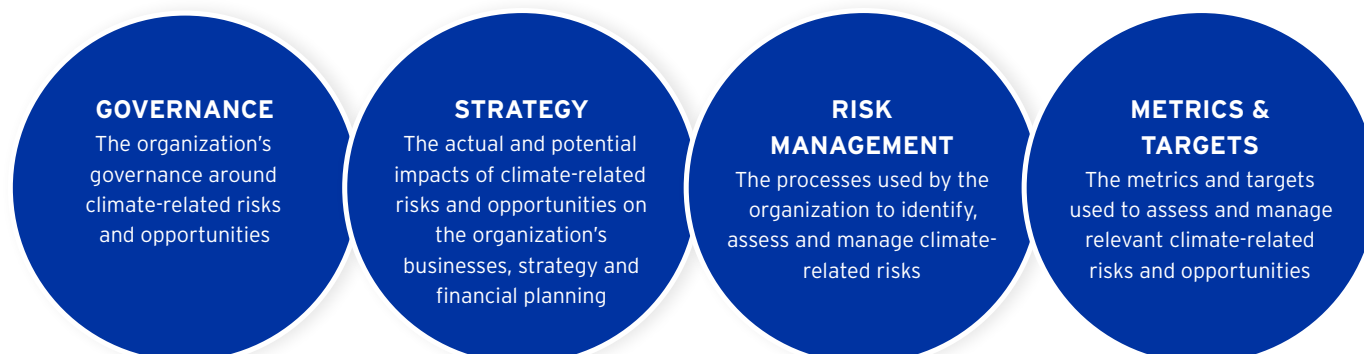 GOVERNANCE
The organization’s
governance around
climate-related risks
and opportunities
STRATEGY
The actual and potential
impacts of climate-related
risks and opportunities on
the organization’s
businesses, strategy and
financial planning
RISK
MANAGEMENT
The processes used by the
organization to identify,
assess and manage climate-
related risks
METRICS &
TARGETS
The metrics and targets
used to assess and manage
relevant climate-related
risks and opportunities